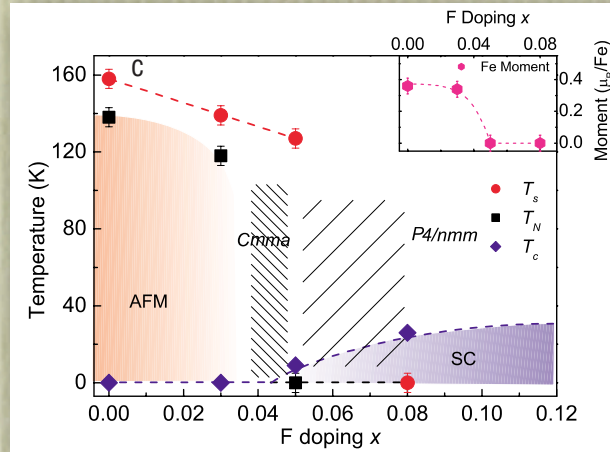 F Doping x
0.00 0.04 0.08
160
120
80
40
0
Temperature (K)
C
Fe Moment
0.4
0.2
0.0
Moment (μB/Fe)
Cmma
P4/nmm
Ts
TN
Tc
AFM
SC
0.00 0.02 0.04 0.06 0.08 0.10 0.12
F doping x